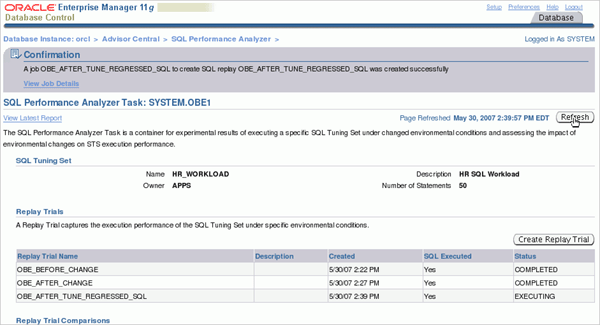 ORACLE Enterprise Manager 11g
Database Control
Setup Preferences Help Logout
Database
Database Instance: orcl > Advisor Central > SQL Performance Analyzer >
Logged in As SYSTEM
Confirmation
A job OBE_AFTER_TUNE_REGRESSED_SQL to create SQL replay OBE_AFTER_TUNE_REGRESSED_SQL was created successfully
View Job Details
SQL Performance Analyzer Task: SYSTEM.OBE1
View Latest Report
Page Refreshed May 30, 2007 2:39:57 PM EDT Refresh
The SQL Performance Analyzer Task is a container for experimental results of executing a specific SQL Tuning Set under changed environmental conditions and assessing the impact of
environmental changes on STS execution performance.
SQL Tuning Set
Name HR_WORKLOAD Description HR SQL Workload
Owner APPS Number of Statements 50
Replay Trials
A Replay Trial captures the execution performance of the SQL Tuning Set under specific environmental conditions.
Create Replay Trial
Replay Trial Name Description Created SQL Executed Status
OBE_BEFORE_CHANGE 5/30/07 2:22 PM Yes COMPLETED
OBE_AFTER_CHANGE 5/30/07 2:27 PM Yes COMPLETED
OBE_AFTER_TUNE_REGRESSED_SQL 5/30/07 2:39 PM Yes EXECUTING
Replay Trial Comparisons